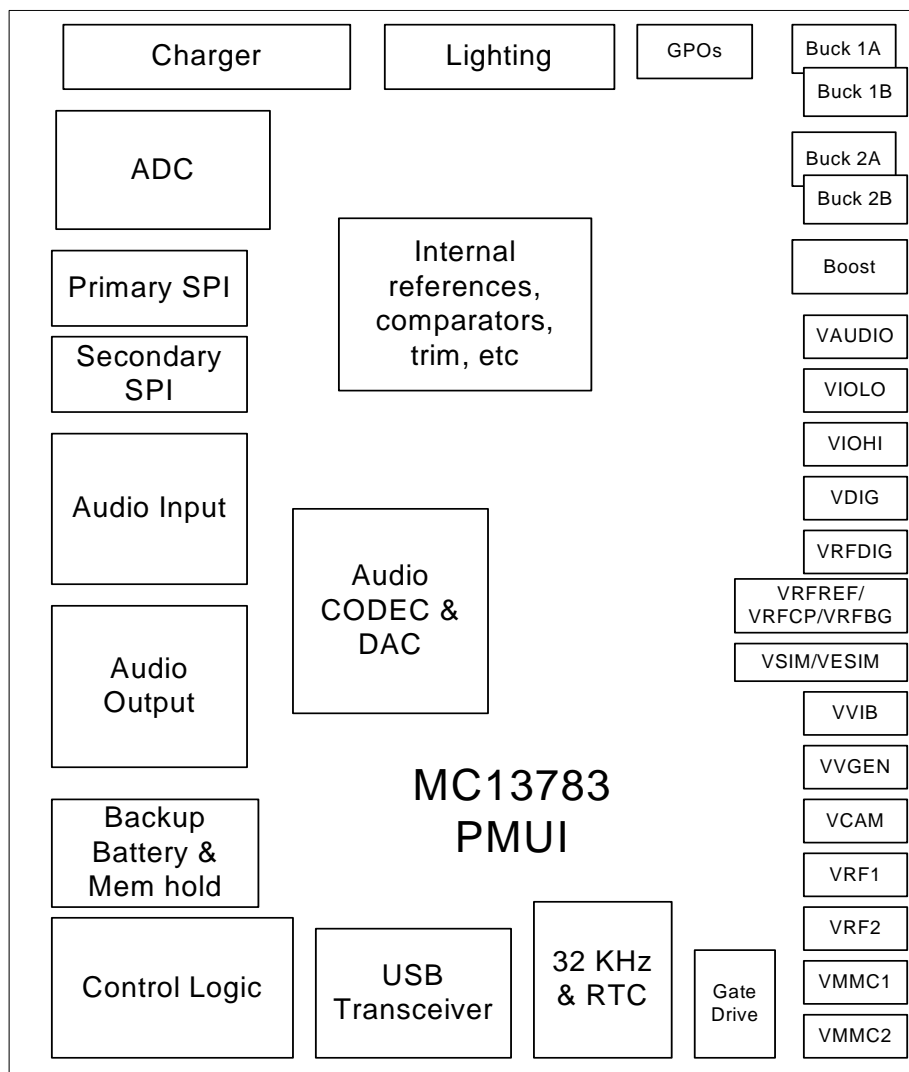 Charger
Lighting
GPOs
Buck 1A
Buck 1B
ADC
Buck 2A
Buck 2B
Internal
references,
comparators,
trim, etc
Boost
Primary SPI
Secondary
SPI
VAUDIO
VIOLO
VIOHI
VDIG
VRFDIG
VRFREF/
VRFCP/VRFBG
VSIM/VESIM
VVIB
VVGEN
VCAM
VRF1
VRF2
VMMC1
VMMC2
Audio Input
Audio
CODEC &
DAC
Audio
Output
MC13783
PMUI
Backup
Battery &
Mem hold
Control Logic
USB
Transceiver
32 KHz
& RTC
Gate
Drive